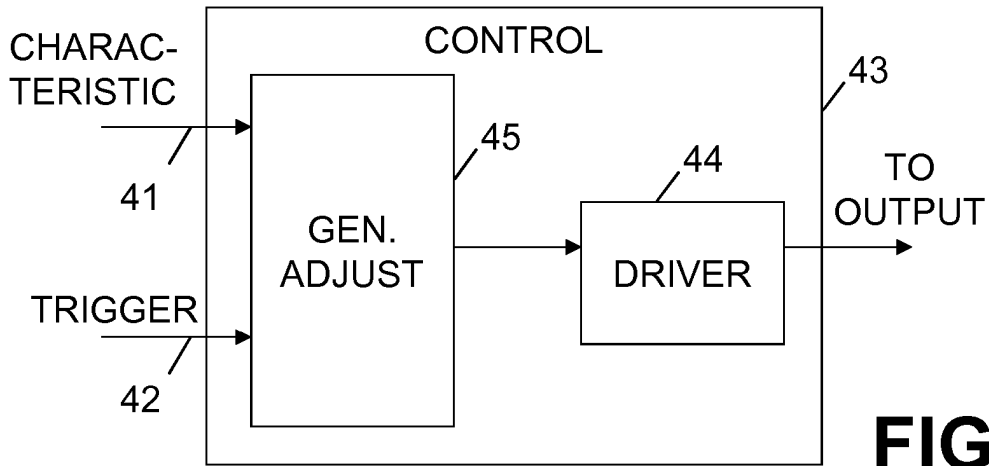 CONTROL
CHARAC-
TERISTIC
41
TRIGGER
42
GEN.
ADJUST
45
DRIVER
44
43
TO
OUTPUT
FIG